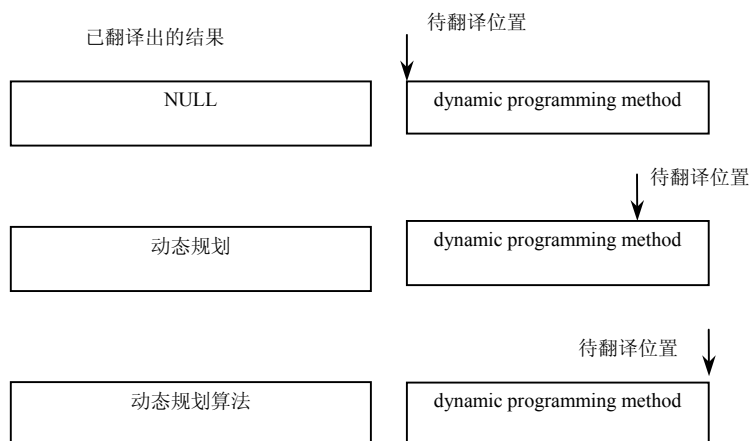 已翻译出的结果
待翻译位置
NULL
dynamic programming method
待翻译位置
动态规划
dynamic programming method
待翻译位置
动态规划算法
dynamic programming method